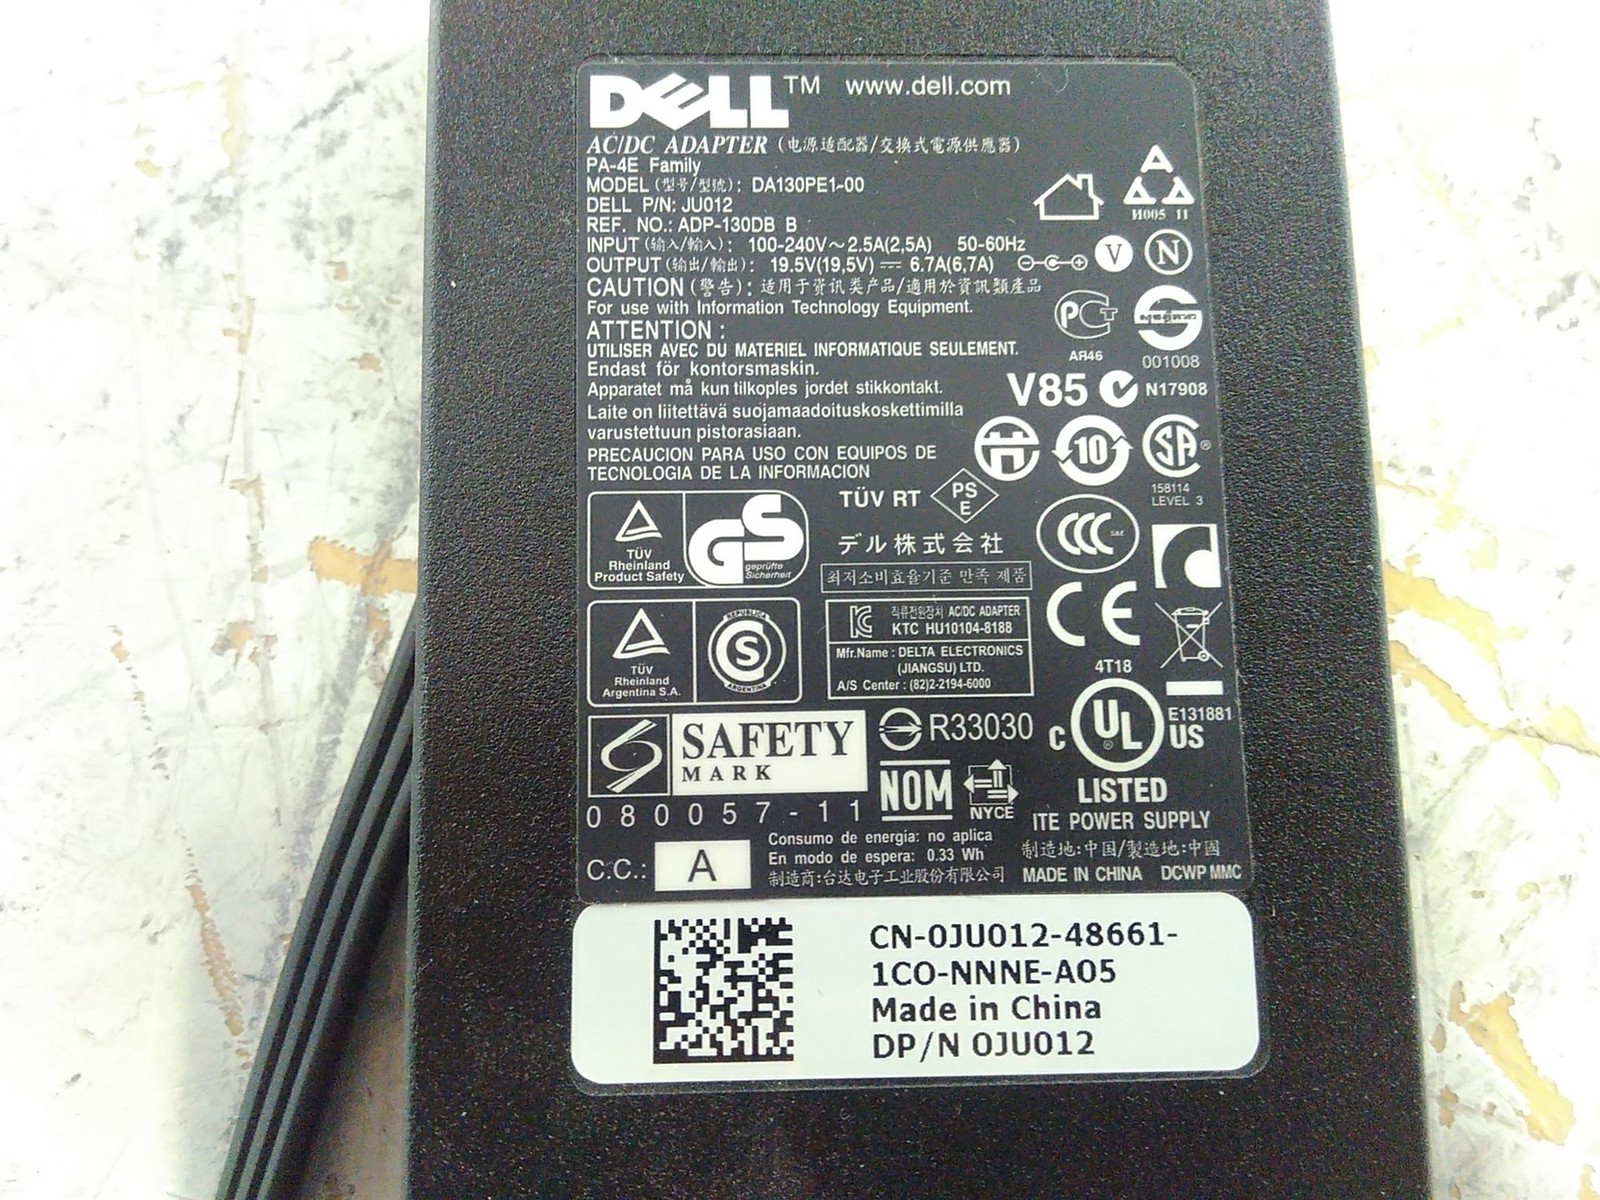 DELL™ www.dell.com
AC/DC ADAPTER (电源适配器/交換式電源供應器)
PA-4E Family
MODEL (型号/型號): DA130PE1-00
DELL P/N: JU012
REF. NO.: ADP-130DB B
INPUT (输入/輸入): 100-240V～2.5A(2,5A) 50-60Hz
OUTPUT (输出/輸出): 19.5V(19,5V) ⎓ 6.7A(6,7A)
V N
И005 11
CAUTION (警告): 适用于资讯类产品/適用於資訊類產品
For use with Information Technology Equipment.
ATTENTION :
UTILISER AVEC DU MATERIEL INFORMATIQUE SEULEMENT.
Endast för kontorsmaskin.
Apparatet må kun tilkoples jordet stikkontakt.
Laite on liitettävä suojamaadoituskoskettimilla
varustettuun pistorasiaan.
PRECAUCION PARA USO CON EQUIPOS DE
TECNOLOGIA DE LA INFORMACION
PCT
АЯ46
001008
V85 N17908
10
SA®
158114
LEVEL 3
TÜV
Rheinland
Product Safety
GS
geprüfte
Sicherheit
TÜV RT
PS
E
デル株式会社
최저소비효율기준 만족 제품
CCC S&E
CE
TÜV
Rheinland
Argentina S.A.
REPUBLICA
S
ARGENTINA
직류전원장치 AC/DC ADAPTER
KTC HU10104-8188
Mfr.Name : DELTA ELECTRONICS
(JIANGSU) LTD.
A/S Center : (82)2-2194-6000
4T18
SAFETY
MARK
080057-11
R33030
NOM
NYCE
C UL® US
E131881
LISTED
ITE POWER SUPPLY
C.C.: A
Consumo de energía: no aplica
En modo de espera: 0.33 Wh
制造商:台达电子工业股份有限公司
制造地:中国/製造地:中國
MADE IN CHINA DCWP MMC
CN-0JU012-48661-
1CO-NNNE-A05
Made in China
DP/N 0JU012